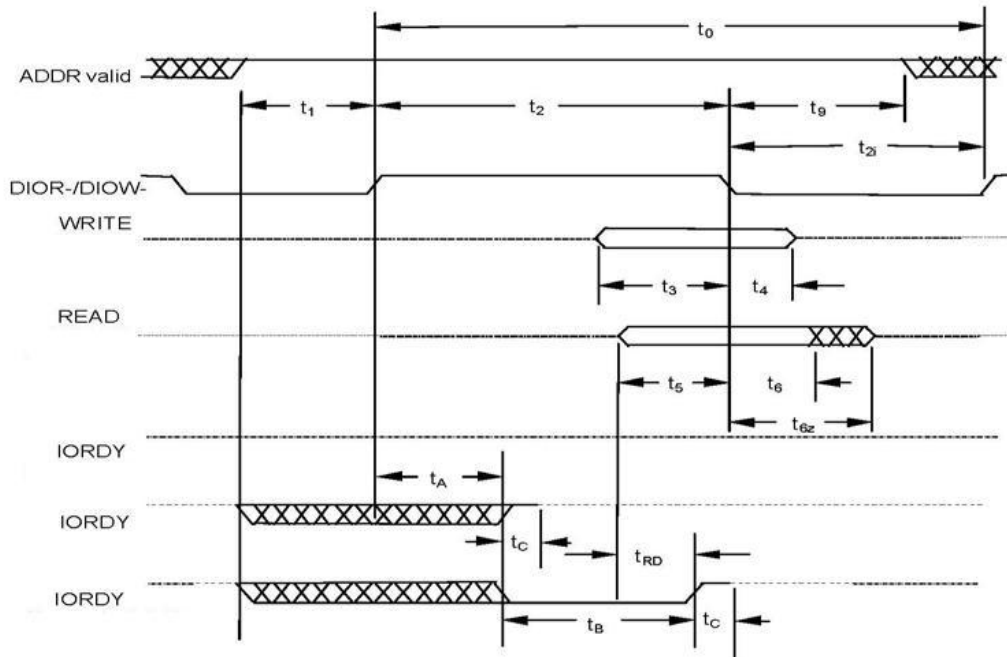 t0
ADDR valid
t1
t2
t9
t2i
DIOR-/DIOW-
WRITE
t3
t4
READ
t5
t6
t6z
IORDY
tA
IORDY
tC
tRD
IORDY
tB
tC